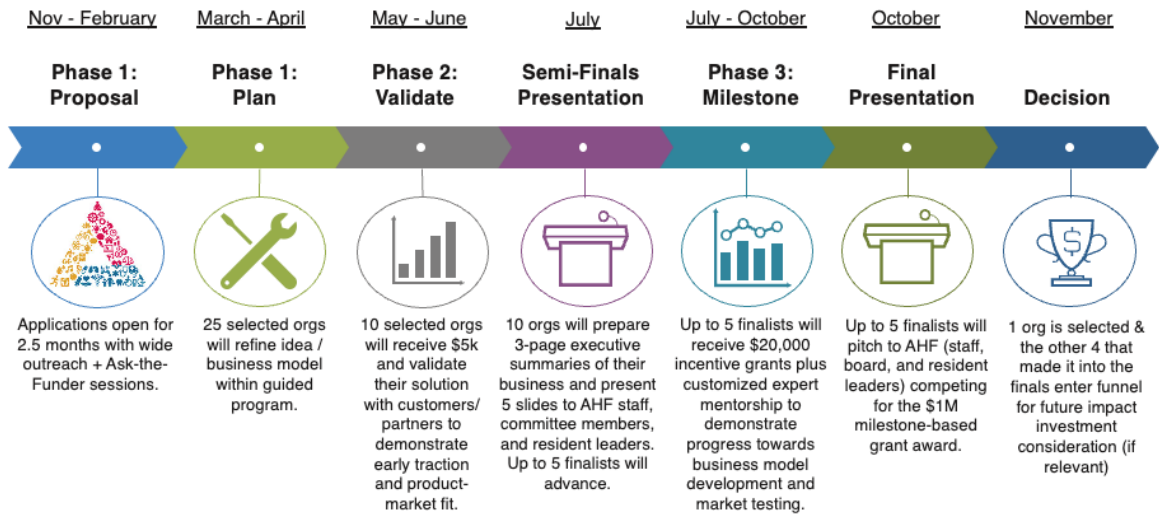 Nov - February
Phase 1:
Proposal
Applications open for
2.5 months with wide
outreach + Ask-the-
Funder sessions.
March - April
Phase 1:
Plan
25 selected orgs
will refine idea /
business model
within guided
program.
May - June
Phase 2:
Validate
10 selected orgs
will receive $5k
and validate
their solution
with customers/
partners to
demonstrate
early traction
and product-
market fit.
July
Semi-Finals
Presentation
10 orgs will prepare
3-page executive
summaries of their
business and present
5 slides to AHF staff,
committee members,
and resident leaders.
Up to 5 finalists will
advance.
July - October
Phase 3:
Milestone
Up to 5 finalists will
receive $20,000
incentive grants plus
customized expert
mentorship to
demonstrate
progress towards
business model
development and
market testing.
October
Final
Presentation
Up to 5 finalists will
pitch to AHF (staff,
board, and resident
leaders) competing
for the $1M
milestone-based
grant award.
November
Decision
$
1 org is selected &
the other 4 that
made it into the
finals enter funnel
for future impact
investment
consideration (if
relevant)